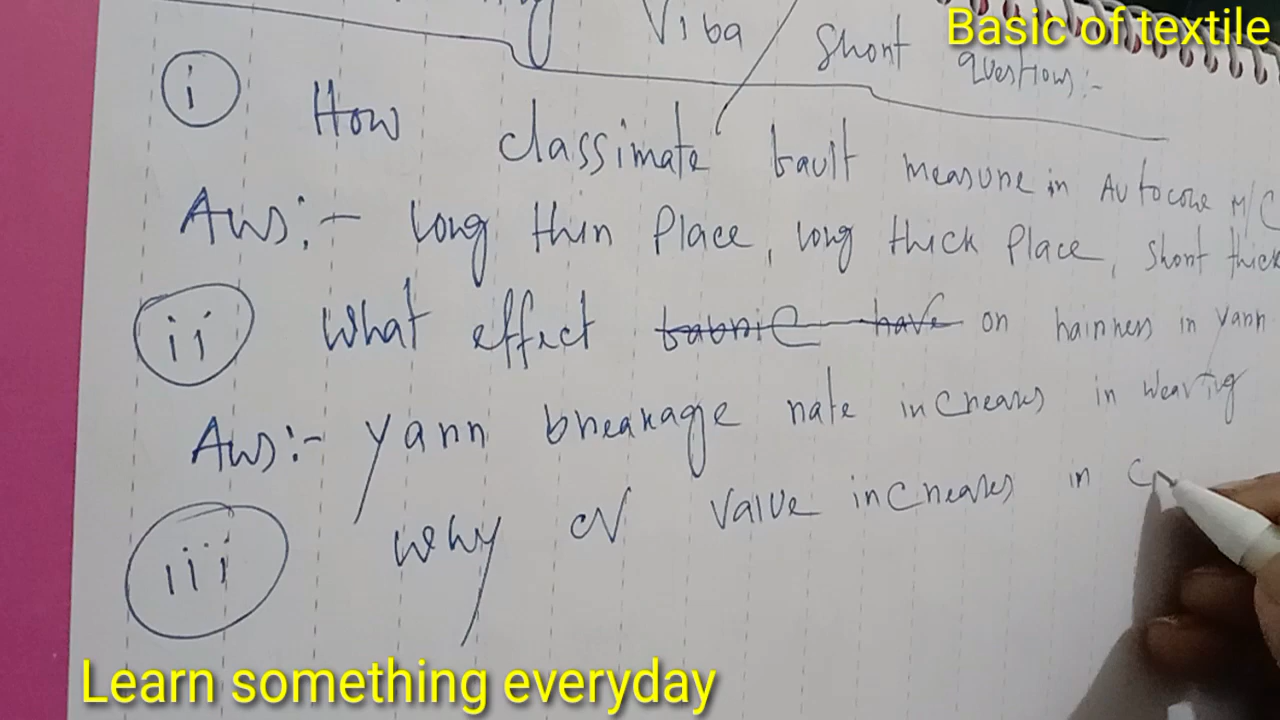 Basic of textile
Viba / Short questions:-
i How classimate fault measure in Autocone M/C
Ans:- Long thin Place, long thick Place, Short thick
ii What effect fabric have on hairiness in yarn
Ans:- Yarn breakage rate increases in weaving
iii why CV Value increases in
Learn something everyday